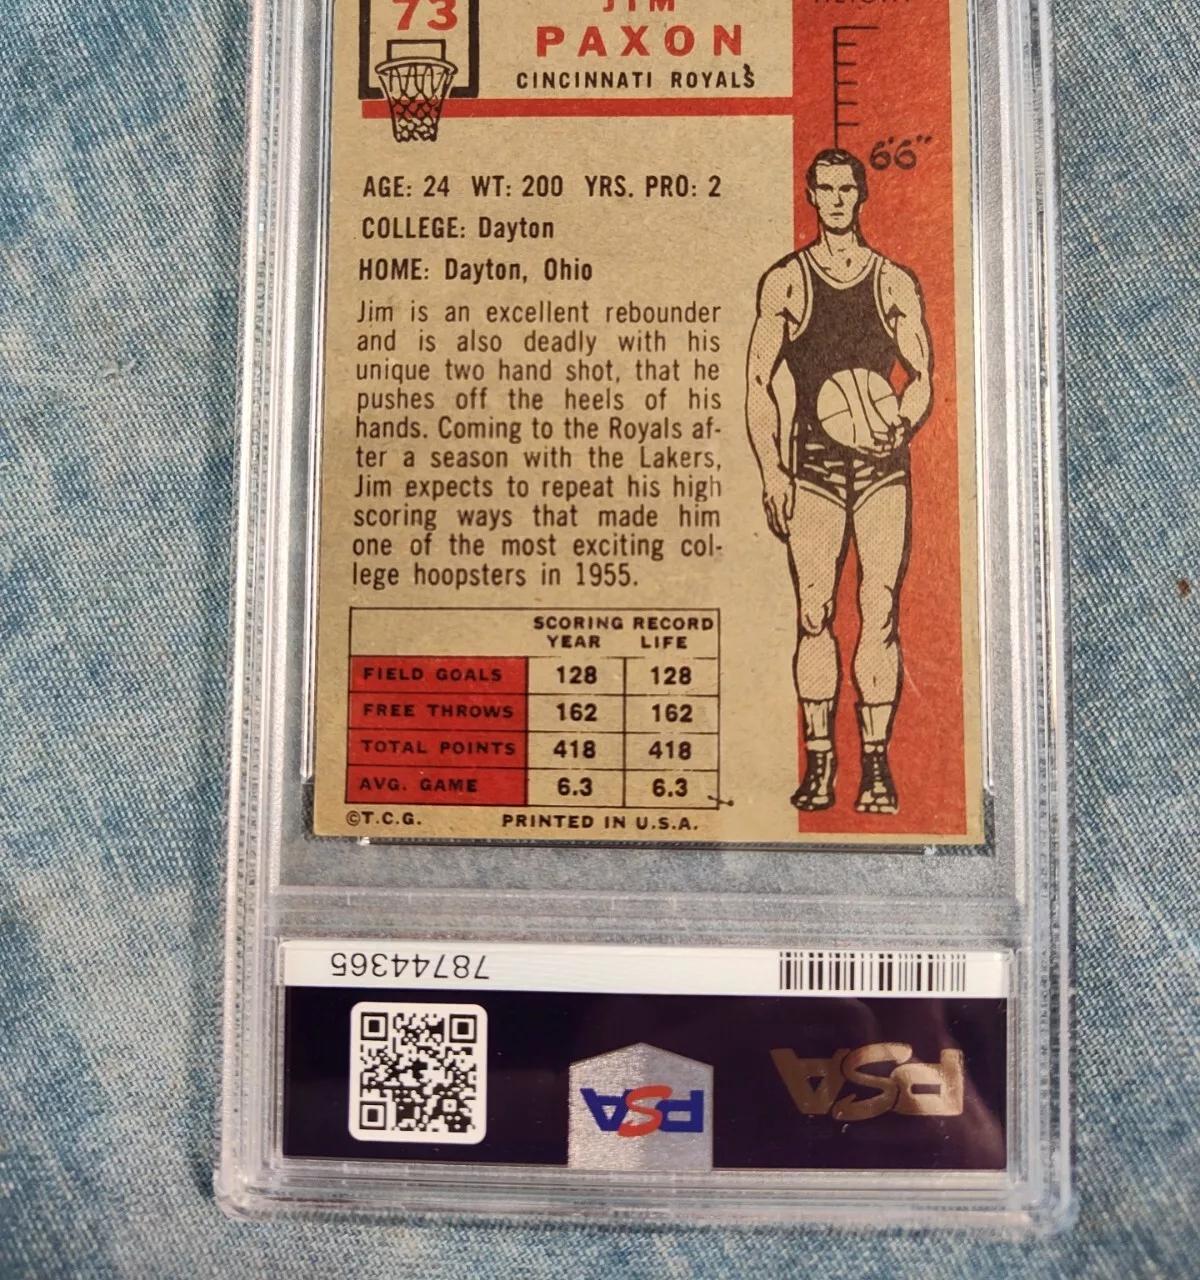 73
JIM
PAXON
CINCINNATI ROYALS
HEIGHT
6'6"
AGE: 24 WT: 200 YRS. PRO: 2
COLLEGE: Dayton
HOME: Dayton, Ohio
Jim is an excellent rebounder
and is also deadly with his
unique two hand shot, that he
pushes off the heels of his
hands. Coming to the Royals af-
ter a season with the Lakers,
Jim expects to repeat his high
scoring ways that made him
one of the most exciting col-
lege hoopsters in 1955.
SCORING RECORD
YEAR LIFE
FIELD GOALS 128 128
FREE THROWS 162 162
TOTAL POINTS 418 418
AVG. GAME 6.3 6.3
©T.C.G. PRINTED IN U.S.A.
78744365
PSA
PSA